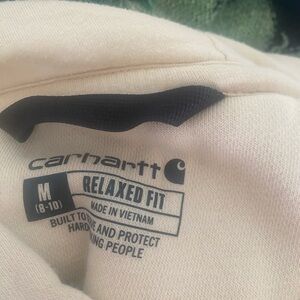 carhartt
M
(8-10)
RELAXED FIT
MADE IN VIETNAM
BUILT TO AND PROTECT
PEOPLE